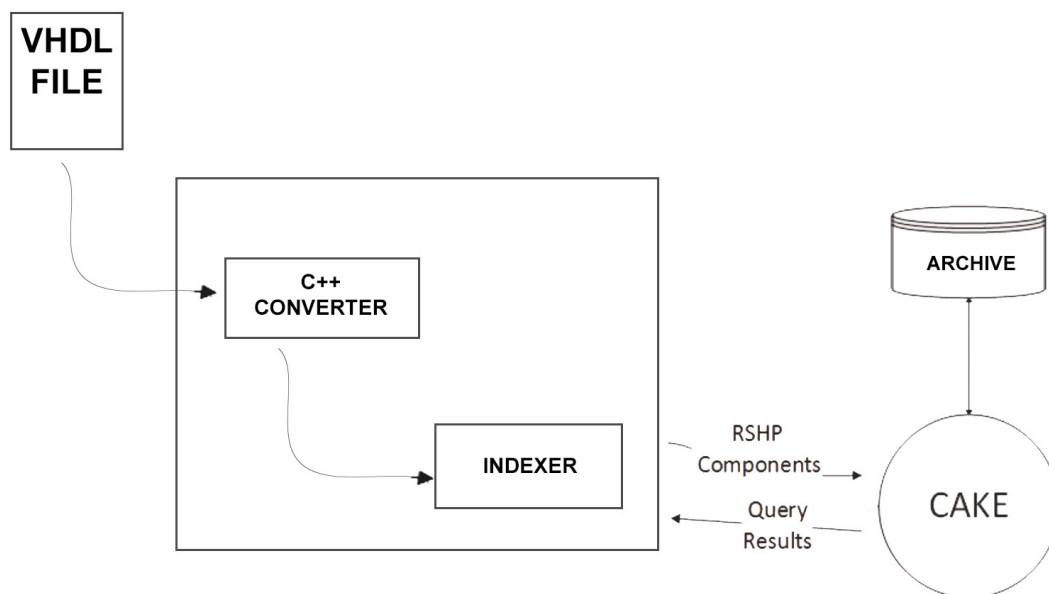 VHDL
FILE
C++
CONVERTER
INDEXER
RSHP
Components
Query
Results
ARCHIVE
CAKE